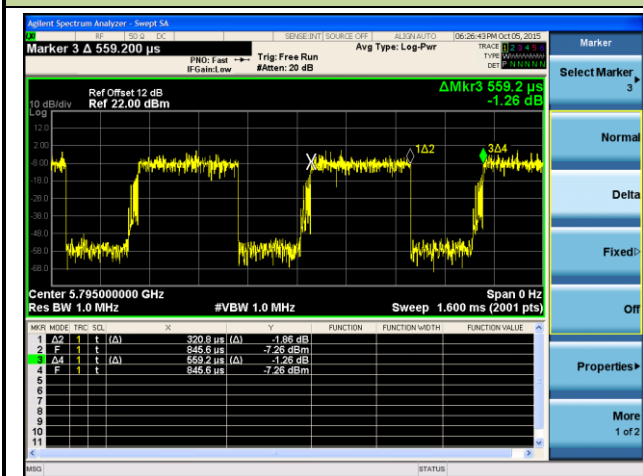 Agilent Spectrum Analyzer - Swept SA
RF 50 Ω DC SENSE:INT SOURCE OFF ALIGN AUTO 06:26:43 PM Oct 05, 2015
Marker 3 Δ 559.200 µs
PNO: Fast Trig: Free Run Avg Type: Log-Pwr TRACE 1 2 3 4 5 6
IFGain:Low #Atten: 20 dB TYPE
DET P N N N N N
Ref Offset 12 dB ΔMkr3 559.2 µs
10 dB/div Ref 22.00 dBm -1.26 dB
Log
12.0
2.00
-8.00
-18.0
-28.0
-38.0
-48.0
-58.0
-68.0
X 1Δ2 3Δ4
Center 5.795000000 GHz Span 0 Hz
Res BW 1.0 MHz #VBW 1.0 MHz Sweep 1.600 ms (2001 pts)
MKR MODE TRC SCL X Y FUNCTION FUNCTION WIDTH FUNCTION VALUE
1 Δ2 1 t (Δ) 320.8 µs (Δ) -1.86 dB
2 F 1 t 845.6 µs -7.26 dBm
3 Δ4 1 t (Δ) 559.2 µs (Δ) -1.26 dB
4 F 1 t 845.6 µs -7.26 dBm
5
6
7
8
9
10
11
MSG STATUS
Marker
Select Marker
3
Normal
Delta
Fixed
Off
Properties
More
1 of 2